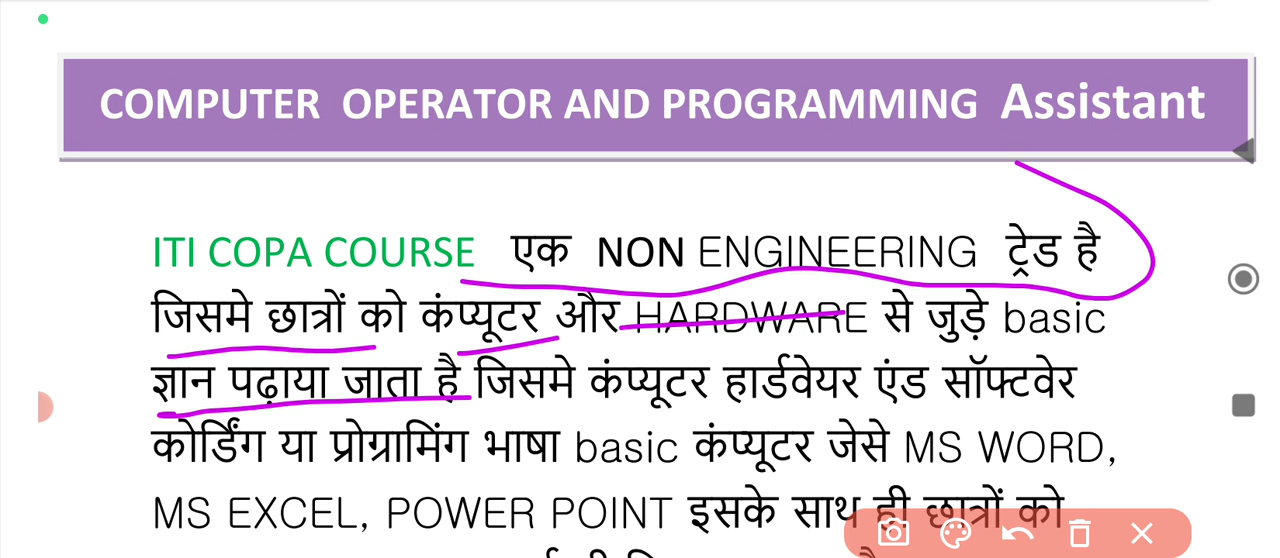 COMPUTER OPERATOR AND PROGRAMMING Assistant
ITI COPA COURSE एक NON ENGINEERING ट्रेड है
जिसमे छात्रों को कंप्यूटर और HARDWARE से जुड़े basic
ज्ञान पढ़ाया जाता है जिसमे कंप्यूटर हार्डवेयर एंड सॉफ्टवेर
कोर्डिंग या प्रोग्रामिंग भाषा basic कंप्यूटर जेसे MS WORD,
MS EXCEL, POWER POINT इसके साथ ही छात्रों को